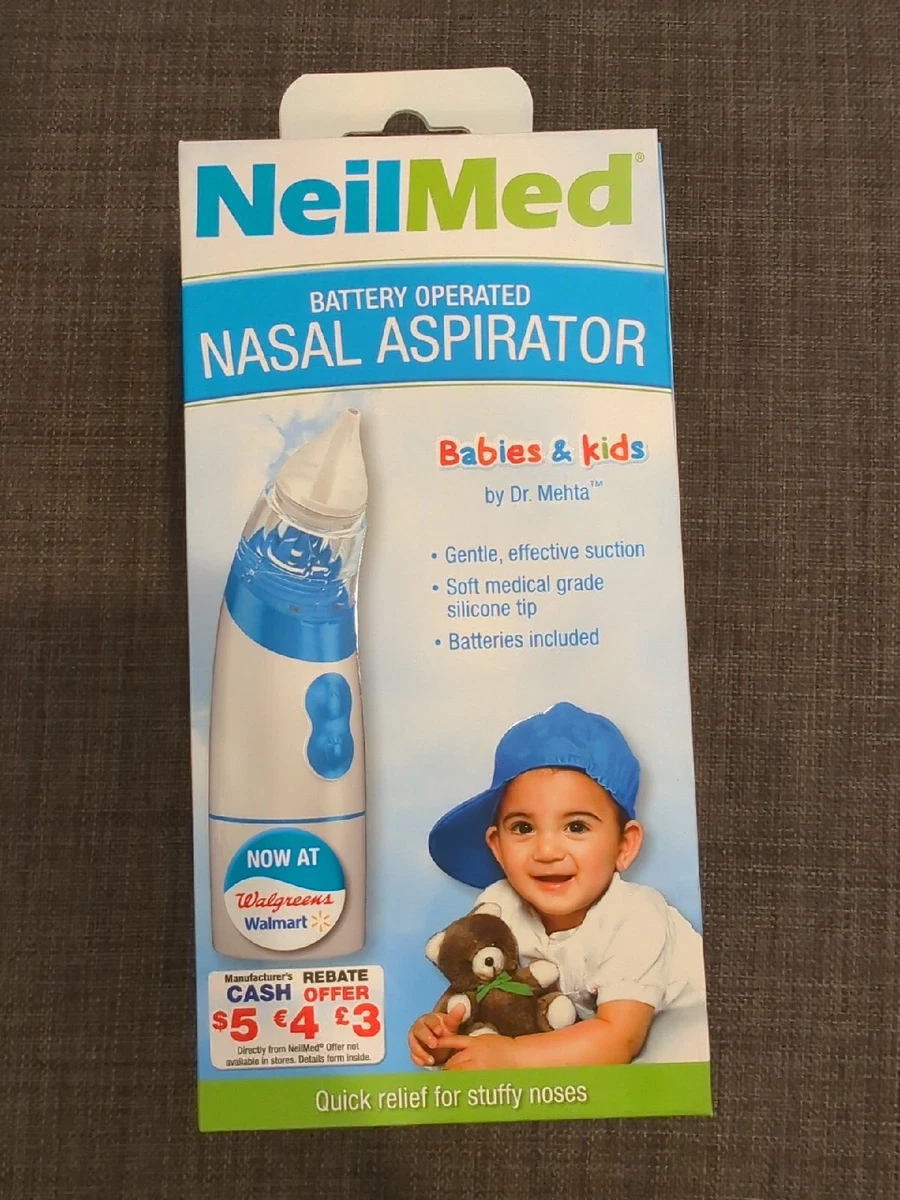 NeilMed®
BATTERY OPERATED
NASAL ASPIRATOR
Babies & kids
by Dr. Mehta™
• Gentle, effective suction
• Soft medical grade
silicone tip
• Batteries included
NOW AT
Walgreens
Walmart
Manufacturer's REBATE
CASH OFFER
$5 €4 £3
Directly from NeilMed® Offer not
available in stores. Details form inside.
Quick relief for stuffy noses